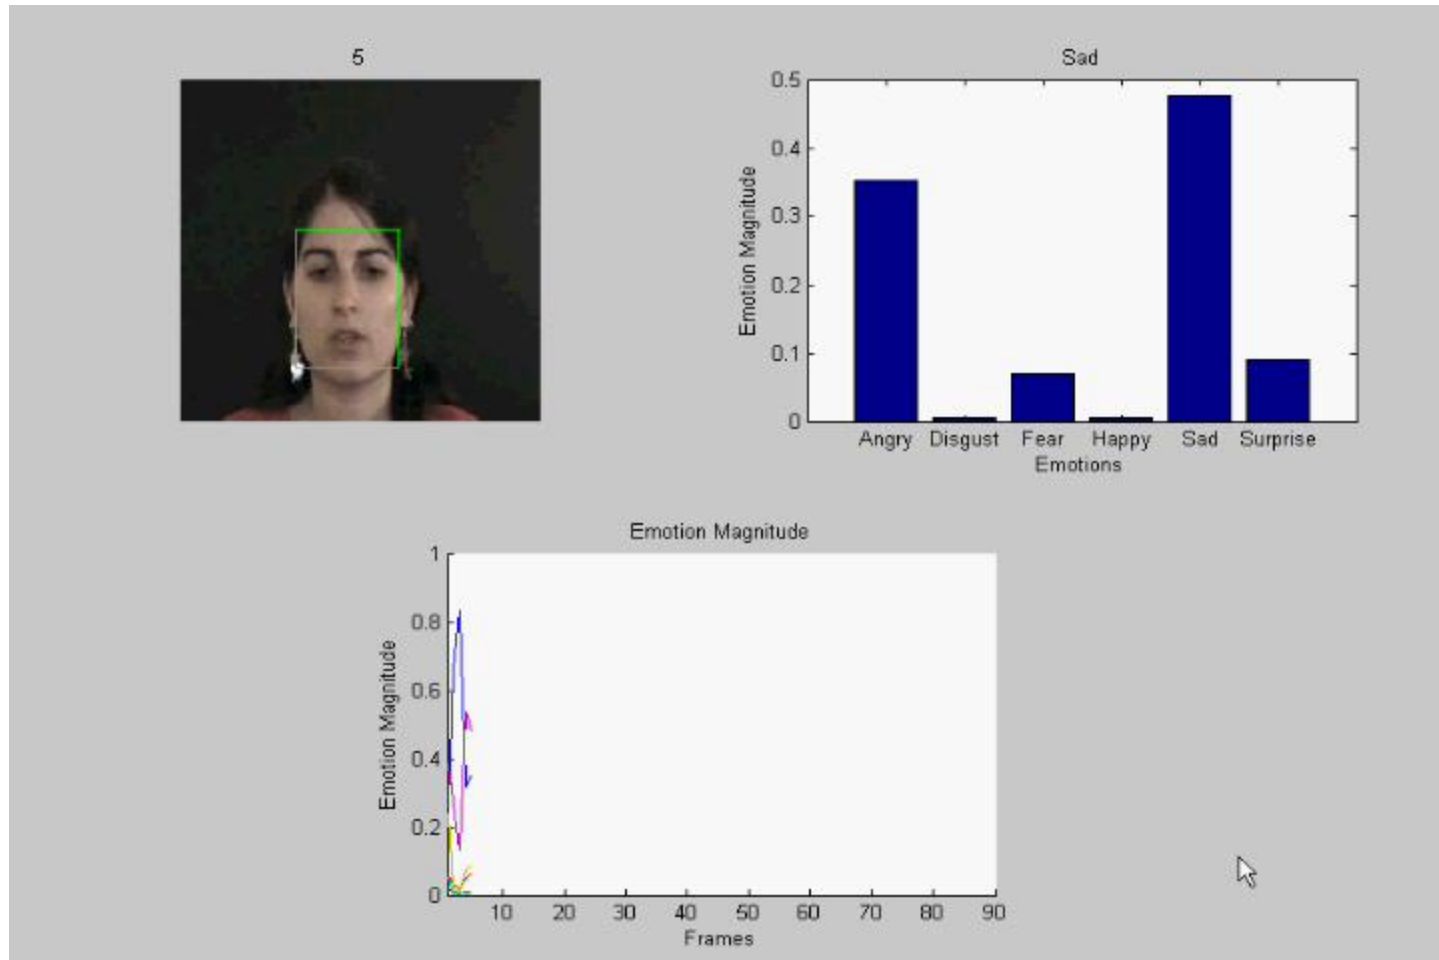 5
Sad
0.5
0.4
0.3
0.2
0.1
0
Emotion Magnitude
Angry Disgust Fear Happy Sad Surprise
Emotions
Emotion Magnitude
1
0.8
0.6
0.4
0.2
0
Emotion Magnitude
10 20 30 40 50 60 70 80 90
Frames